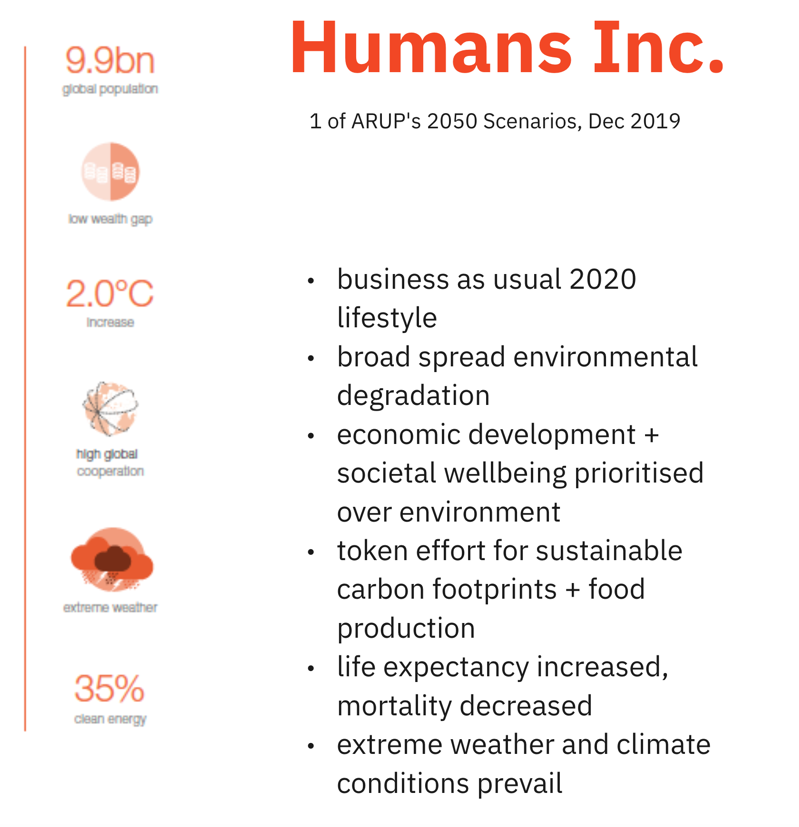 Humans Inc.
1 of ARUP's 2050 Scenarios, Dec 2019
9.9bn
global population
low wealth gap
2.0°C
increase
high global
cooperation
extreme weather
35%
clean energy
• business as usual 2020
lifestyle
• broad spread environmental
degradation
• economic development +
societal wellbeing prioritised
over environment
• token effort for sustainable
carbon footprints + food
production
• life expectancy increased,
mortality decreased
• extreme weather and climate
conditions prevail